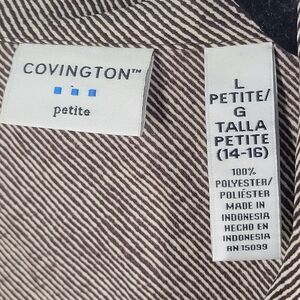 COVINGTON™
petite
L
PETITE/
G
TALLA
PETITE
(14-16)
100%
POLYESTER/
POLIÉSTER
MADE IN
INDONESIA
HECHO EN
INDONESIA
RN 15099